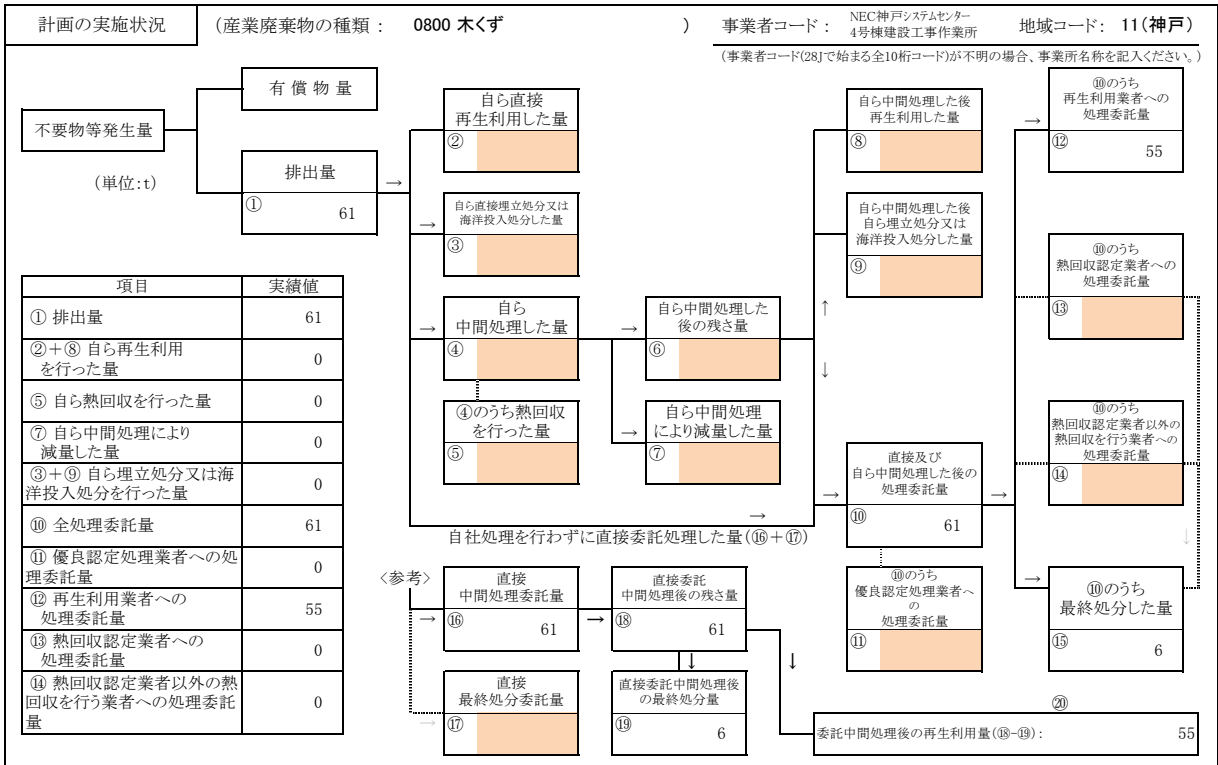 計画の実施状況 (産業廃棄物の種類： 0800 木くず ) 事業者コード： NEC神戸システムセンター 4号棟建設工事作業所 地域コード： 11(神戸)
(事業者コード(28Jで始まる全10桁コード)が不明の場合、事業所名称を記入ください。)
不要物等発生量
(単位:t)
有償物量
排出量
→
① 61
自ら直接
再生利用した量
②
→
自ら直接埋立処分又は
海洋投入処分した量
③
→
自ら
中間処理した量
④
④のうち熱回収
を行った量
⑤
→
自ら中間処理した
後の残さ量
⑥
→
自ら中間処理
により減量した量
⑦
→
自ら中間処理した後
再生利用した量
⑧
自ら中間処理した後
自ら埋立処分又は
海洋投入処分した量
⑨
↑
↓
→
自社処理を行わずに直接委託処理した量(⑯＋⑰)
→
直接及び
自ら中間処理した後の
処理委託量
⑩ 61
→
⑩のうち
優良認定処理業者へ
の
処理委託量
⑪
→
⑩のうち
再生利用業者への
処理委託量
⑫ 55
⑩のうち
熱回収認定業者への
処理委託量
⑬
⑩のうち
熱回収認定業者以外の
熱回収を行う業者への
処理委託量
⑭
↓
→
⑩のうち
最終処分した量
⑮ 6
項目 実績値
① 排出量 61
②＋⑧ 自ら再生利用
を行った量 0
⑤ 自ら熱回収を行った量 0
⑦ 自ら中間処理により
減量した量 0
③＋⑨ 自ら埋立処分又は海
洋投入処分を行った量 0
⑩ 全処理委託量 61
⑪ 優良認定処理業者への処
理委託量 0
⑫ 再生利用業者への
処理委託量 55
⑬ 熱回収認定業者への
処理委託量 0
⑭ 熱回収認定業者以外の熱
回収を行う業者への処理委託
量 0
〈参考〉
→
直接
中間処理委託量
⑯ 61
→
直接委託
中間処理後の残さ量
⑱ 61
↓
↓
→
直接
最終処分委託量
⑰
直接委託中間処理後
の最終処分量
⑲ 6
⑳
委託中間処理後の再生利用量(⑱-⑲)： 55